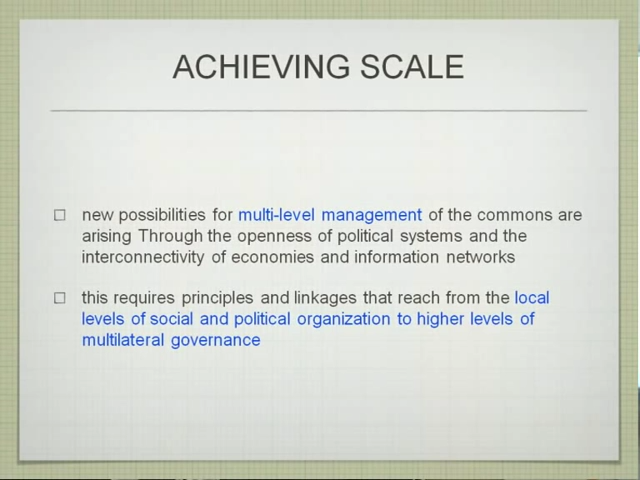 ACHIEVING SCALE
new possibilities for multi-level management of the commons are
arising Through the openness of political systems and the
interconnectivity of economies and information networks
this requires principles and linkages that reach from the local
levels of social and political organization to higher levels of
multilateral governance